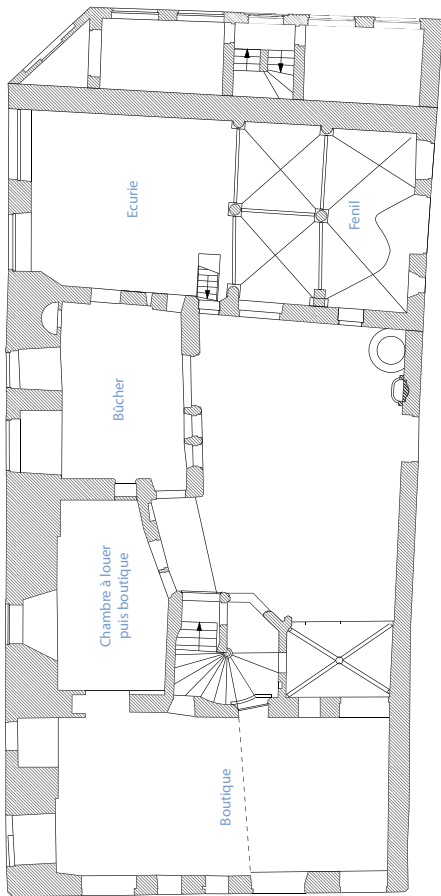 Ecurie
Fenil
Bûcher
Chambre à louer
puis boutique
Boutique